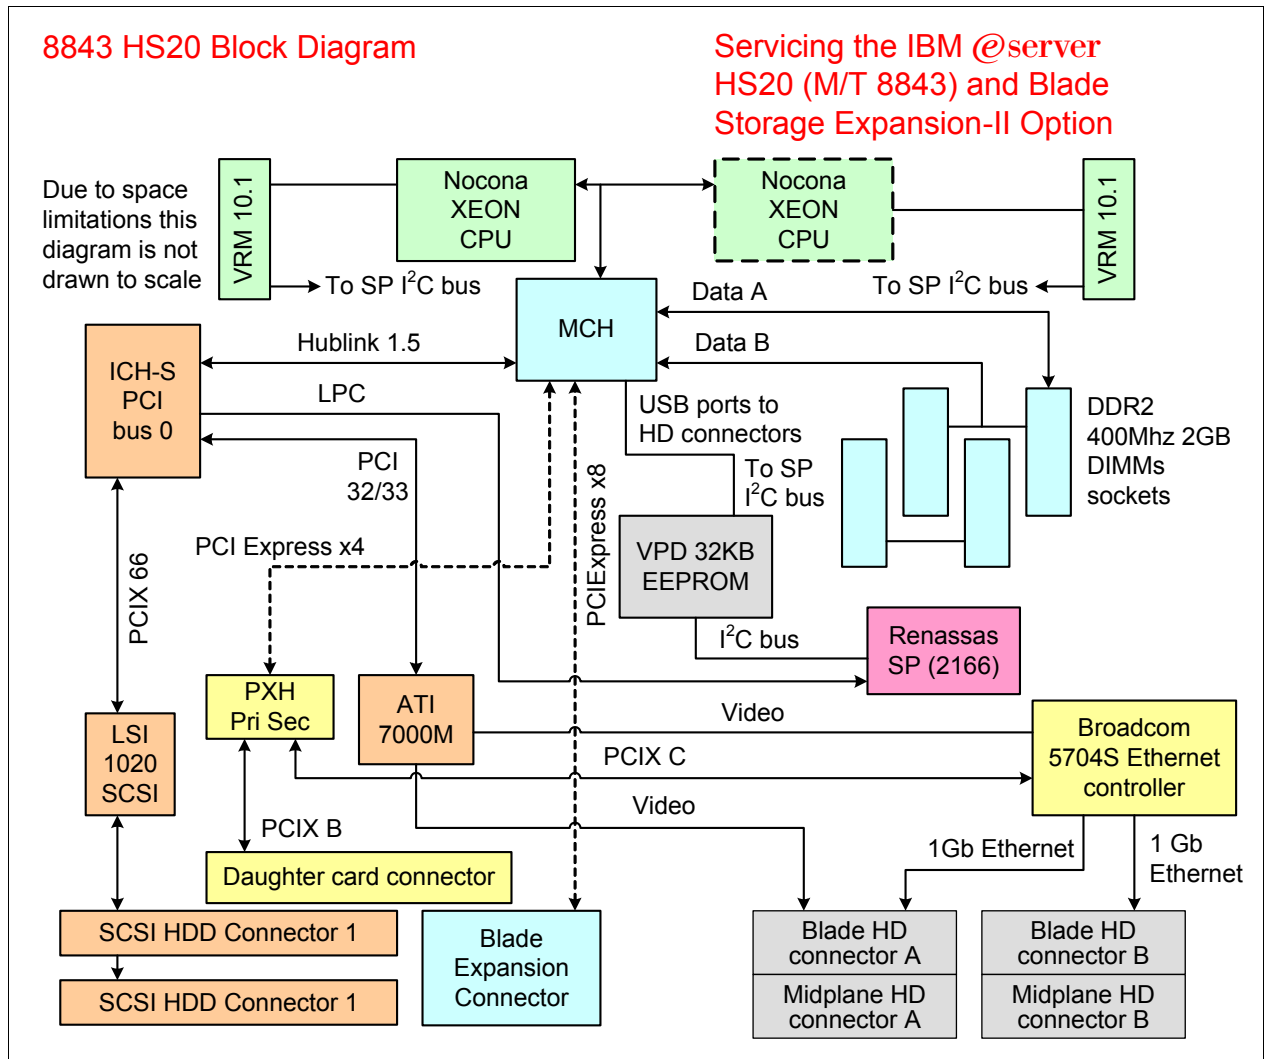 8843 HS20 Block Diagram
Servicing the IBM @server
HS20 (M/T 8843) and Blade
Storage Expansion-II Option
Due to space
limitations this
diagram is not
drawn to scale
VRM 10.1
Nocona
XEON
CPU
Nocona
XEON
CPU
VRM 10.1
To SP I²C bus
To SP I²C bus
MCH
Data A
Data B
ICH-S
PCI
bus 0
Hublink 1.5
LPC
PCI
32/33
USB ports to
HD connectors
To SP
I²C bus
DDR2
400Mhz 2GB
DIMMs
sockets
PCIExpress x8
PCI Express x4
PCIX 66
VPD 32KB
EEPROM
I²C bus
Renassas
SP (2166)
PXH
Pri Sec
ATI
7000M
Video
Broadcom
5704S Ethernet
controller
LSI
1020
SCSI
PCIX C
Video
PCIX B
1Gb Ethernet
1 Gb
Ethernet
Daughter card connector
SCSI HDD Connector 1
SCSI HDD Connector 1
Blade
Expansion
Connector
Blade HD
connector A
Midplane HD
connector A
Blade HD
connector B
Midplane HD
connector B